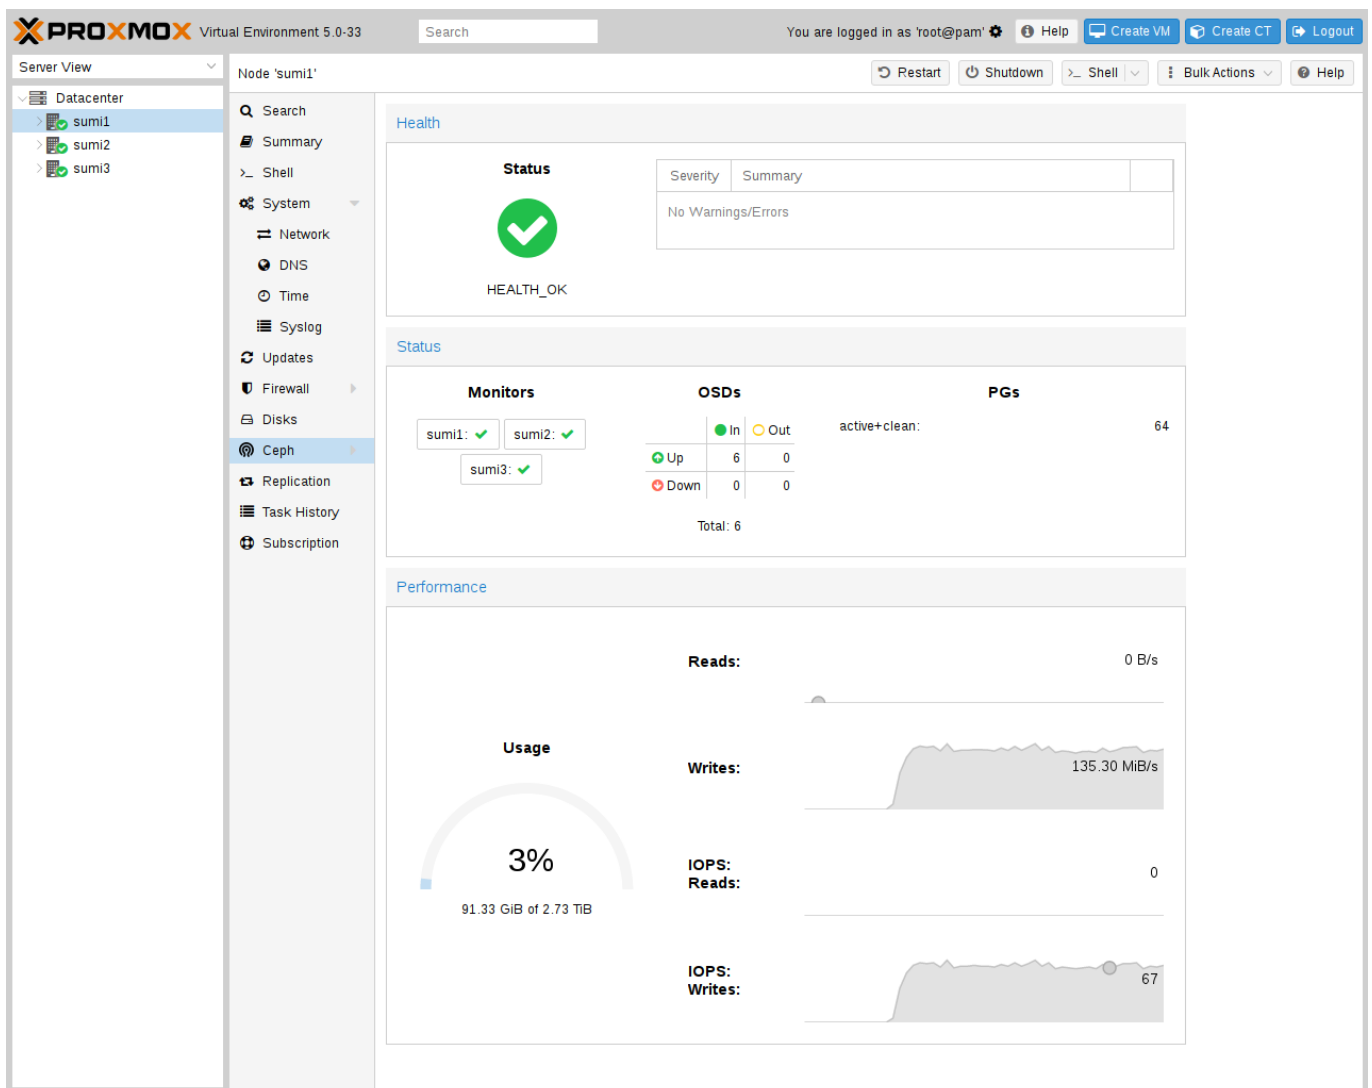 PROXMOX Virtual Environment 5.0-33 Search You are logged in as 'root@pam' Help Create VM Create CT Logout
Server View
Datacenter
sumi1
sumi2
sumi3
Node 'sumi1' Restart Shutdown >_ Shell Bulk Actions Help
Search
Summary
>_ Shell
System
Network
DNS
Time
Syslog
Updates
Firewall
Disks
Ceph
Replication
Task History
Subscription
Health
Status
HEALTH_OK
Severity Summary
No Warnings/Errors
Status
Monitors
sumi1: sumi2:
sumi3:
OSDs
In Out
Up 6 0
Down 0 0
Total: 6
PGs
active+clean: 64
Performance
Usage
3%
91.33 GiB of 2.73 TiB
Reads: 0 B/s
Writes: 135.30 MiB/s
IOPS:
Reads: 0
IOPS:
Writes: 67